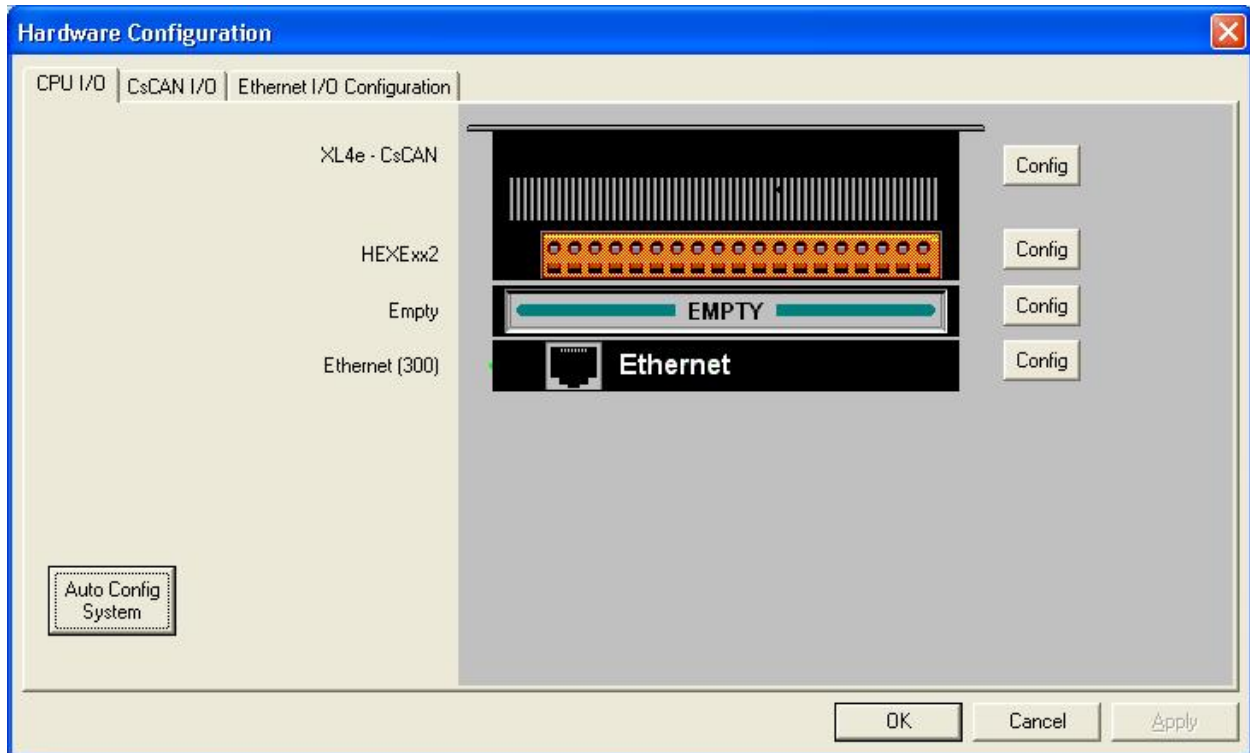 Hardware Configuration
CPU I/O
CsCAN I/O
Ethernet I/O Configuration
XL4e - CsCAN
Config
HEXExx2
Config
Empty
EMPTY
Config
Ethernet (300)
Ethernet
Config
Auto Config
System
OK
Cancel
Apply